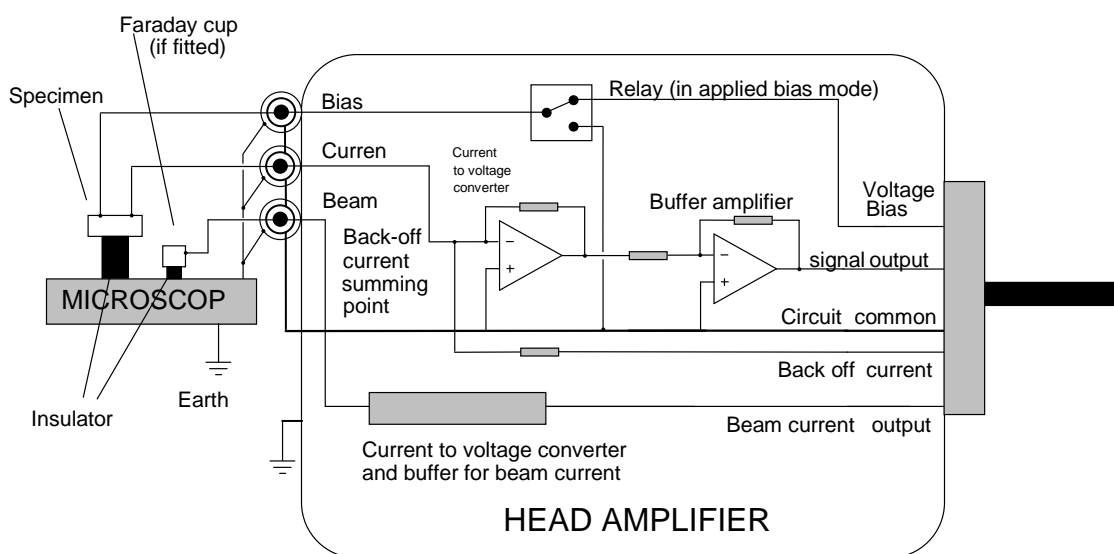 Faraday cup
(if fitted)
Specimen
Bias
Relay (in applied bias mode)
Curren
Current
to voltage
converter
Beam
Buffer amplifier
Voltage
Bias
Back-off
current
summing
point
signal output
MICROSCOP
Circuit common
Back off current
Earth
Insulator
Beam current output
Current to voltage converter
and buffer for beam current
HEAD AMPLIFIER
−
+
−
+